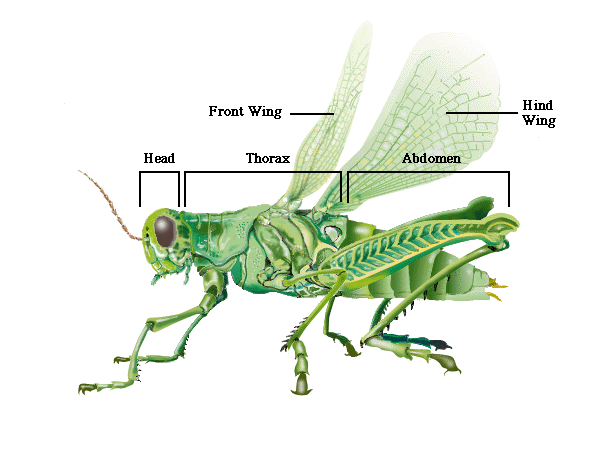 Front Wing
Hind
Wing
Head
Thorax
Abdomen